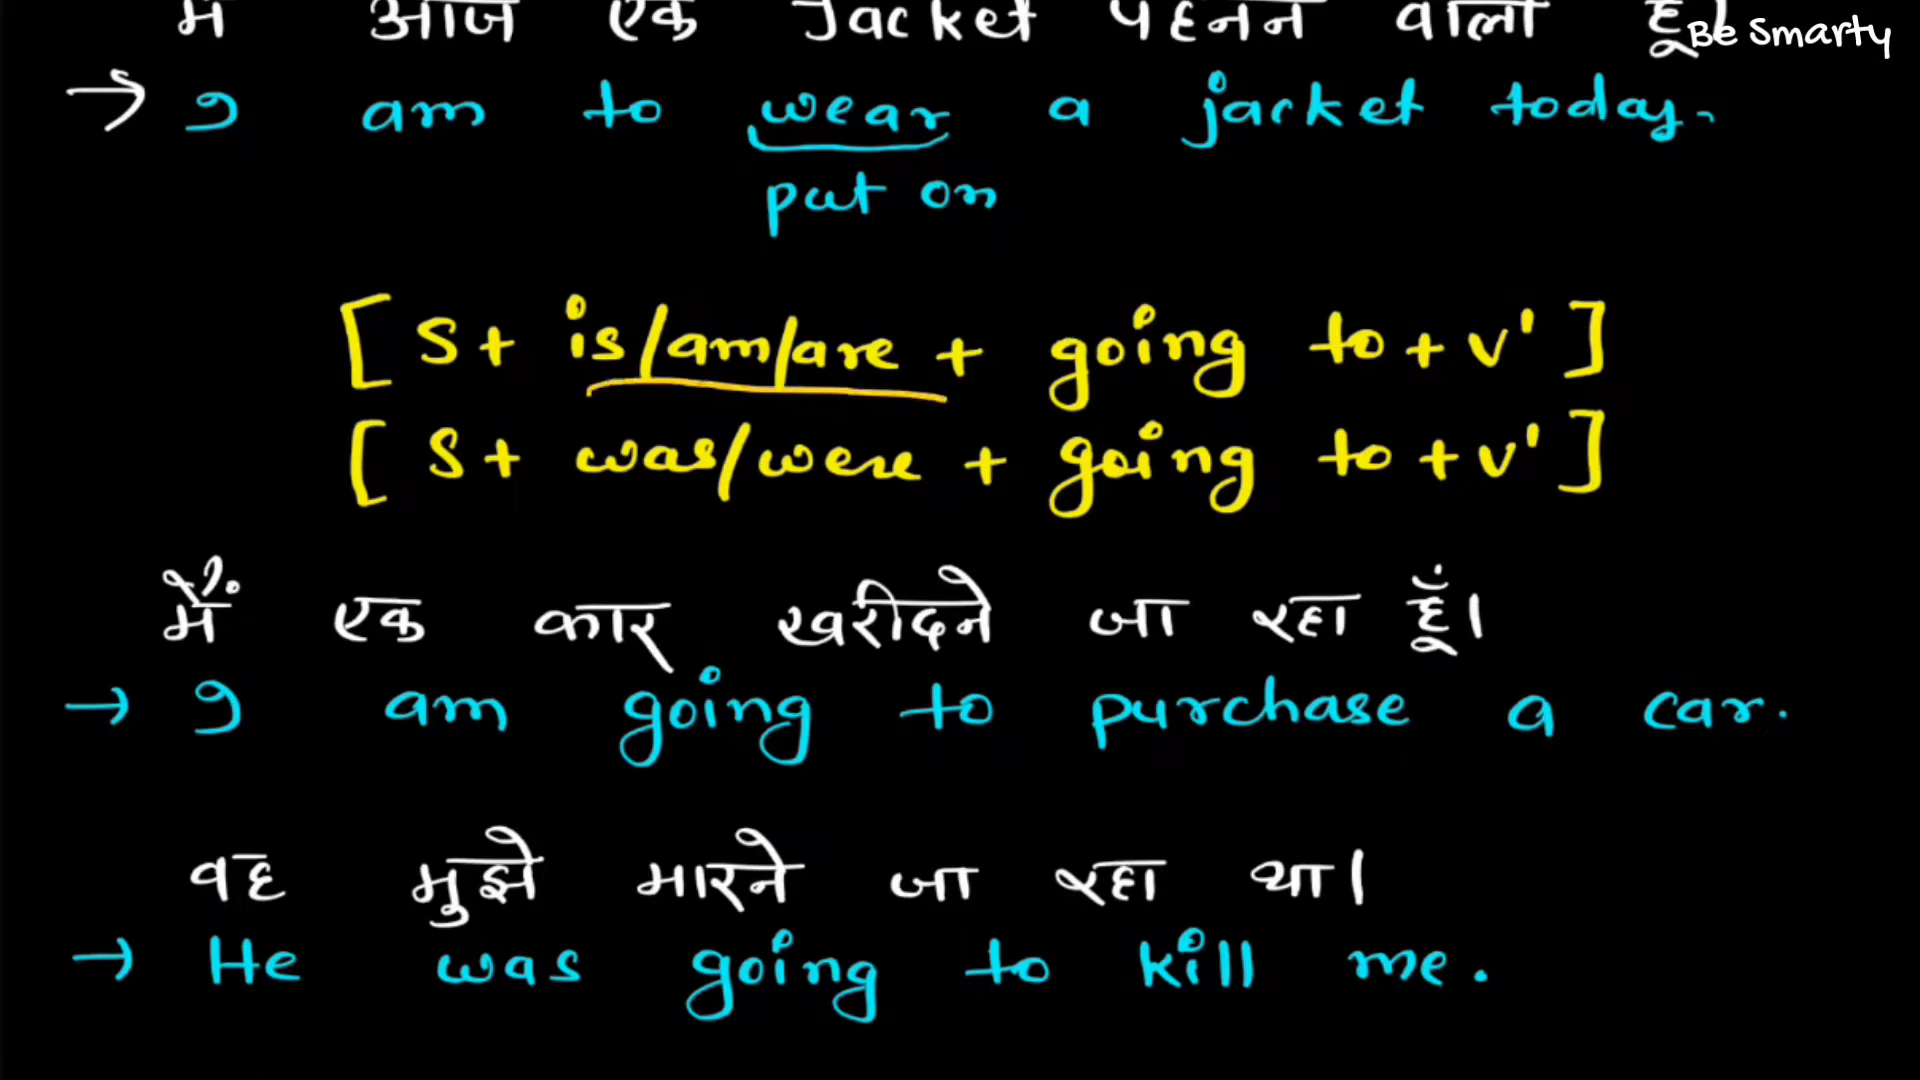 मैं आज एक Jacket पहनने वाला हूँ।
Be Smarty
→ I am to wear a jacket today.
put on
[ S + is/am/are + going to + v' ]
[ S + was/were + going to + v' ]
मैं एक कार खरीदने जा रहा हूँ।
→ I am going to purchase a car.
वह मुझे मारने जा रहा था।
→ He was going to kill me.